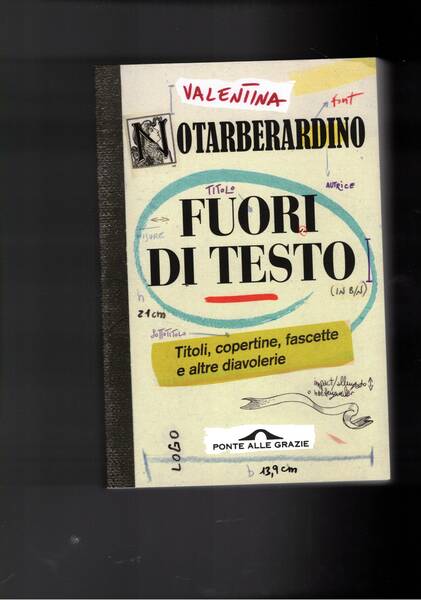 VALENTINA
font
NOTARBERARDINO
AUTRICE
TITOLO
FUORI
DI TESTO
(IN B/N)
h
21 cm
SOTTOTITOLO
Titoli, copertine, fascette
e altre diavolerie
o
LOGO
PONTE ALLE GRAZIE
b 13,9 cm